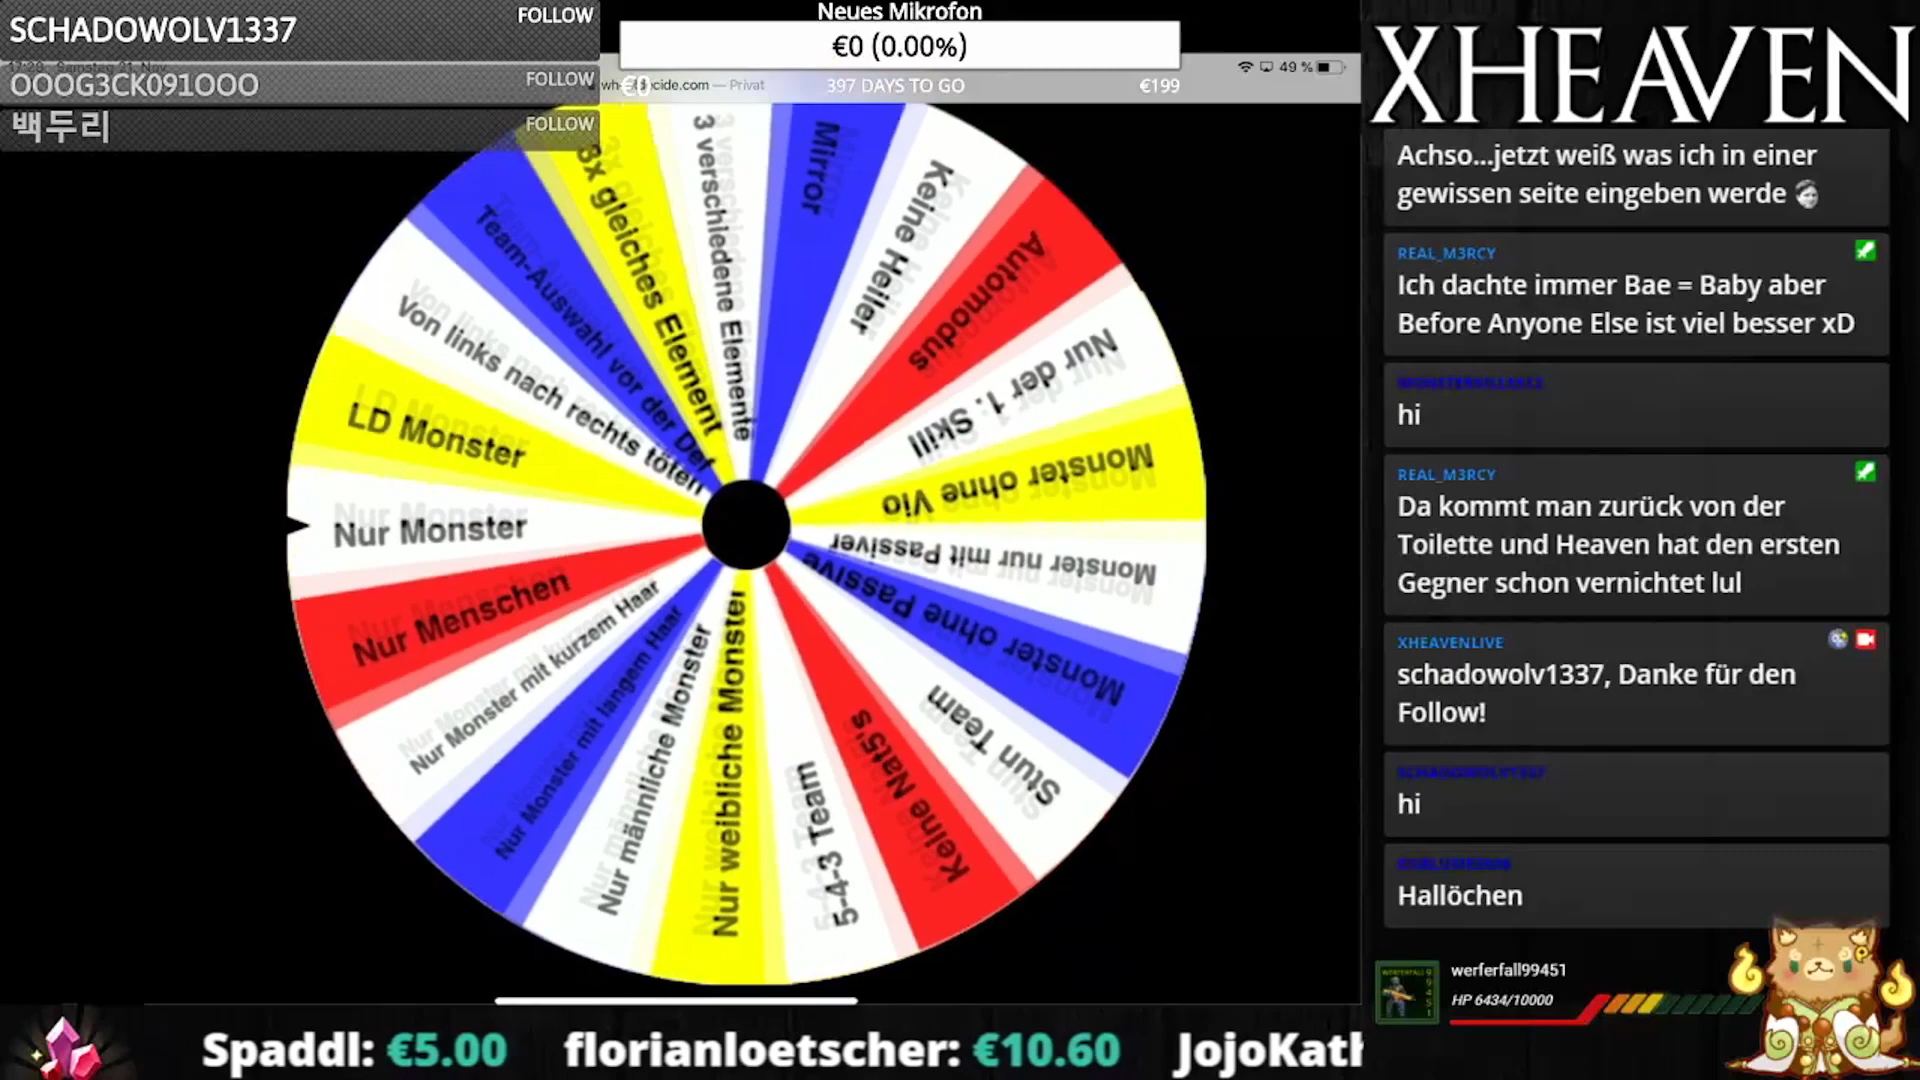 SCHADOWOLV1337 FOLLOW
OOOG3CK091OOO FOLLOW
백두리 FOLLOW
Neues Mikrofon
€0 (0.00%)
€0 397 DAYS TO GO €199
— Privat
49 %
3x gleiches Element
3 verschiedene Elemente
Mirror
Keine Heiler
Automodus
Nur der 1. Skill
Monster ohne Vio
Monster nur mit Passiver
Monster ohne Passive
Stun Team
Keine Nat5's
5-4-3 Team
Nur weibliche Monster
Nur männliche Monster
Nur Monster mit langem Haar
Nur Monster mit kurzem Haar
Nur Menschen
Nur Monster
LD Monster
Von links nach rechts töten
Team-Auswahl vor der Def
XHEAVEN
Achso...jetzt weiß was ich in einer
gewissen seite eingeben werde
REAL_M3RCY
Ich dachte immer Bae = Baby aber
Before Anyone Else ist viel besser xD
hi
REAL_M3RCY
Da kommt man zurück von der
Toilette und Heaven hat den ersten
Gegner schon vernichtet lul
XHEAVENLIVE
schadowolv1337, Danke für den
Follow!
SCHADOWOLV1337
hi
Hallöchen
werferfall99451
HP 6434/10000
Spaddl: €5.00 florianloetscher: €10.60 JojoKath